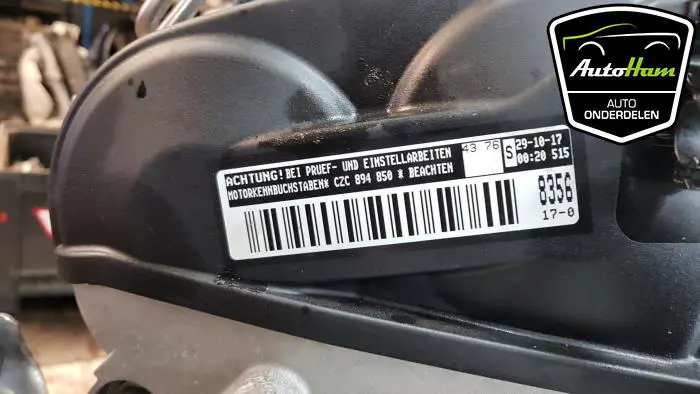 AutoHam
AUTO
ONDERDELEN
ACHTUNG! BEI PRUEF- UND EINSTELLARBEITEN
MOTORKENNBUCHSTABEN* CZC 894 850 * BEACHTEN
43 76
S
29-10-17
00:20 515
8356
17-0